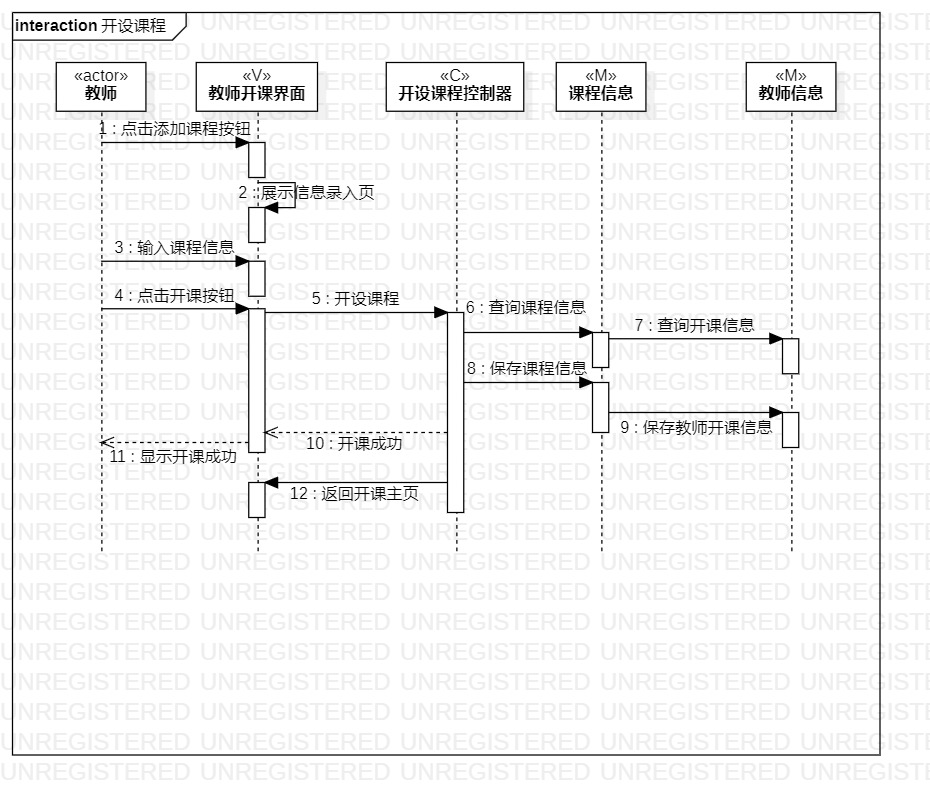 interaction 开设课程
«actor»
教师
«V»
教师开课界面
«C»
开设课程控制器
«M»
课程信息
«M»
教师信息
1 : 点击添加课程按钮
2 : 展示信息录入页
3 : 输入课程信息
4 : 点击开课按钮
5 : 开设课程
6 : 查询课程信息
7 : 查询开课信息
8 : 保存课程信息
9 : 保存教师开课信息
10 : 开课成功
11 : 显示开课成功
12 : 返回开课主页
UNREGISTERED